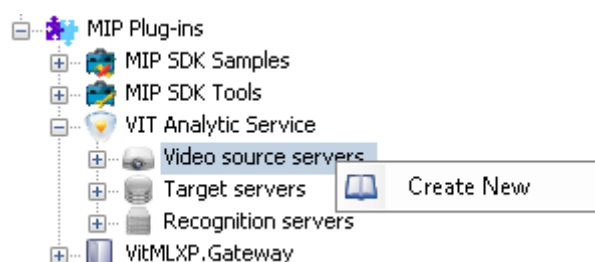 MIP Plug-ins
MIP SDK Samples
MIP SDK Tools
VIT Analytic Service
Video source servers
Create New
Target servers
Recognition servers
VitMLXP.Gateway